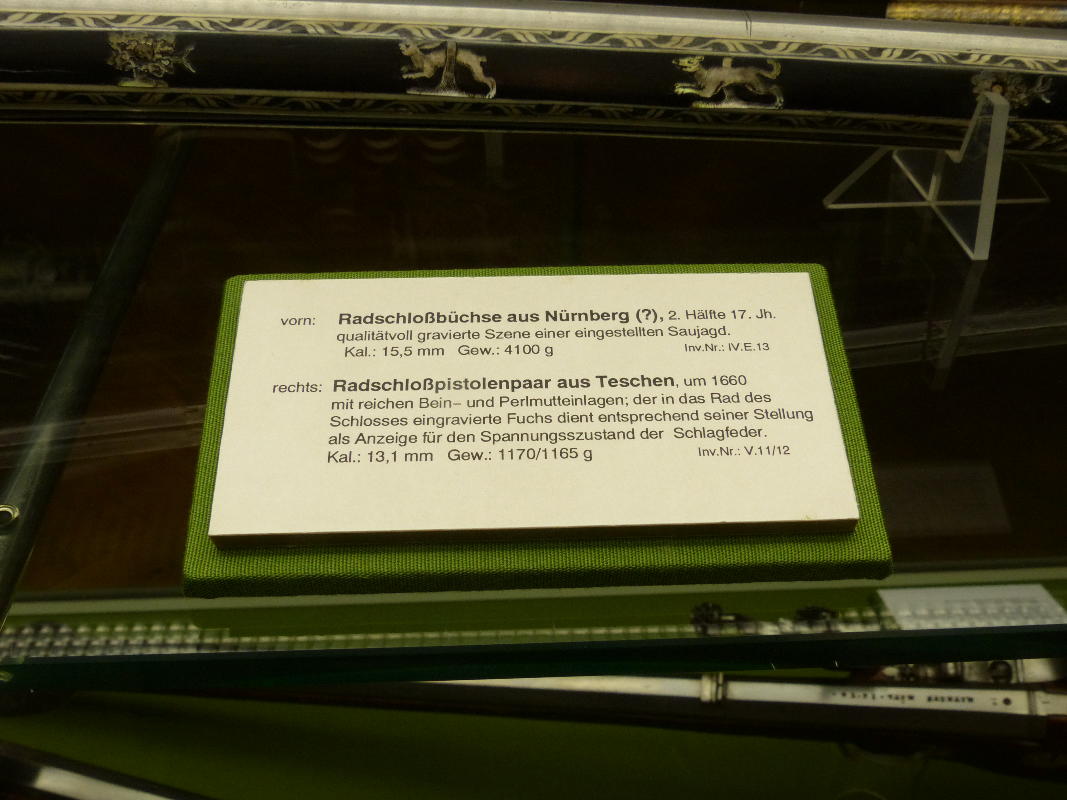 vorn: Radschloßbüchse aus Nürnberg (?), 2. Hälfte 17. Jh.
qualitätvoll gravierte Szene einer eingestellten Saujagd.
Kal.: 15,5 mm Gew.: 4100 g Inv.Nr.: IV.E.13
rechts: Radschloßpistolenpaar aus Teschen, um 1660
mit reichen Bein- und Perlmutteinlagen; der in das Rad des
Schlosses eingravierte Fuchs dient entsprechend seiner Stellung
als Anzeige für den Spannungsszustand der Schlagfeder.
Kal.: 13,1 mm Gew.: 1170/1165 g Inv.Nr.: V.11/12